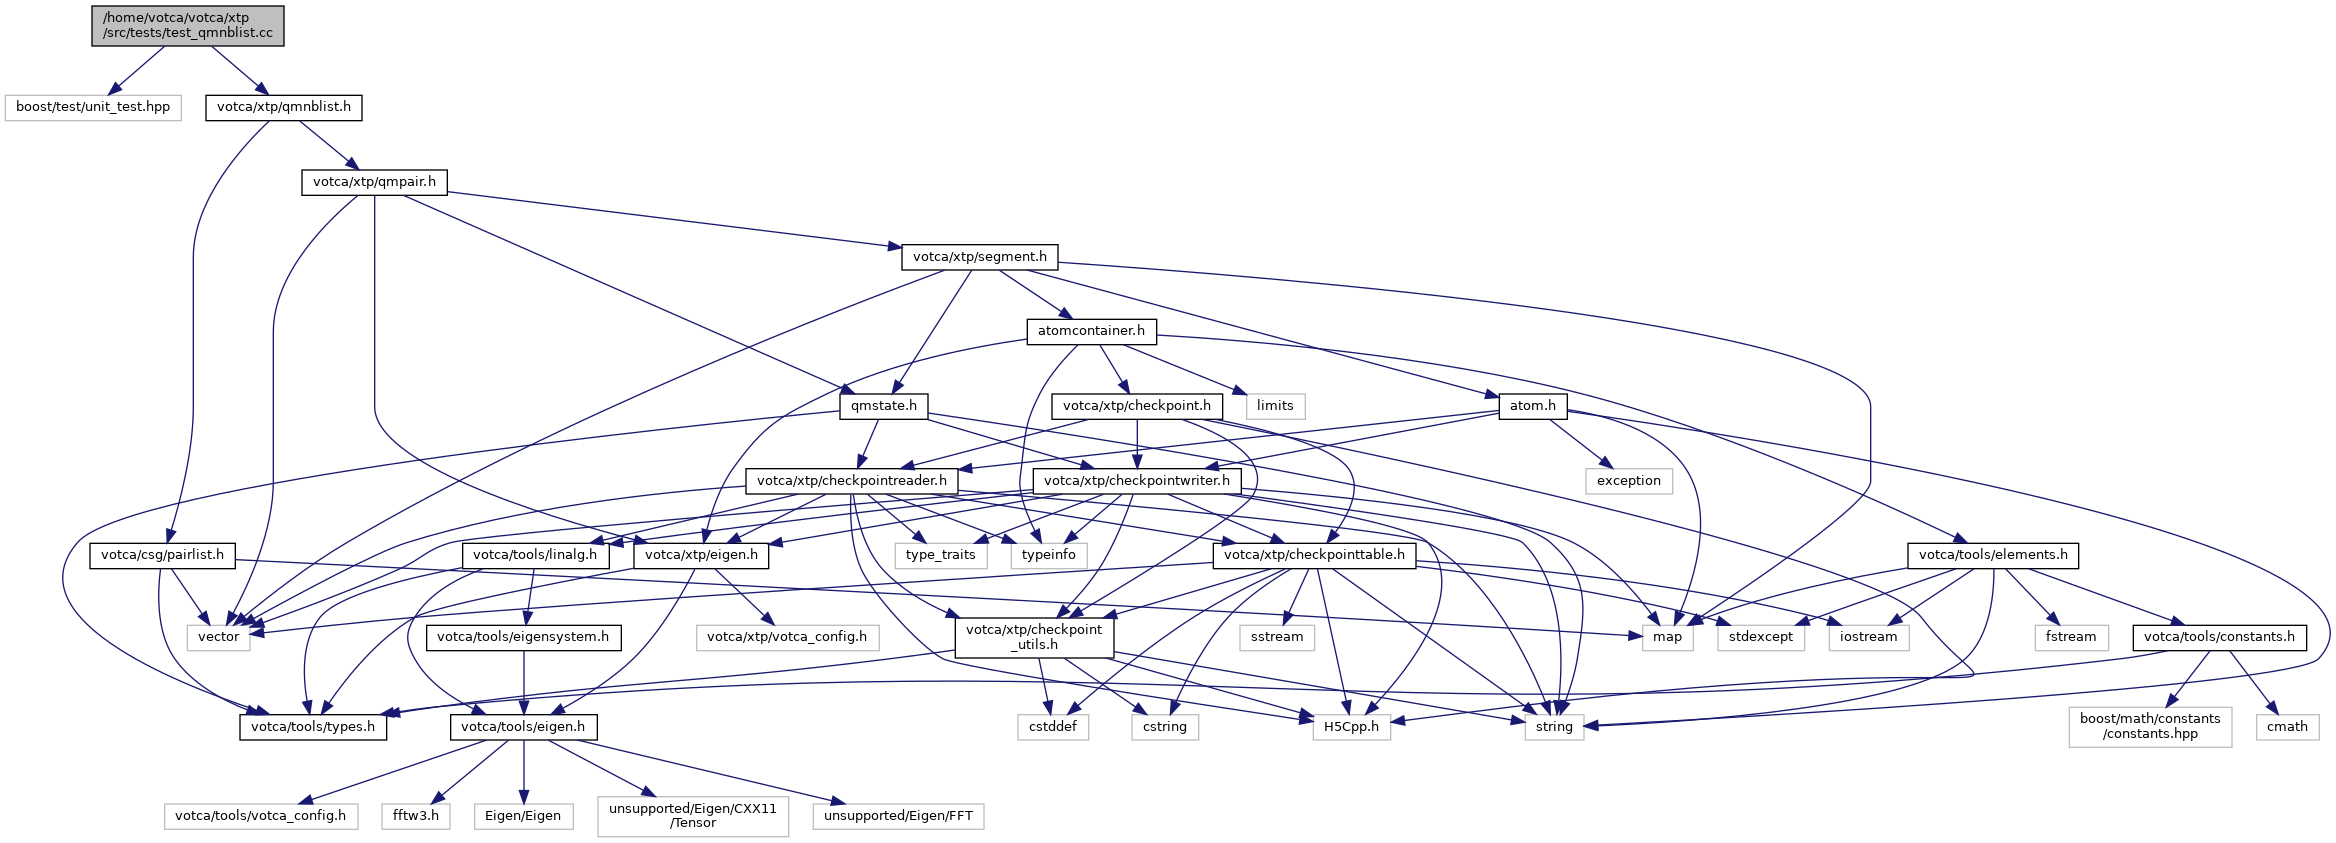 /home/votca/votca/xtp
/src/tests/test_qmnblist.cc
boost/test/unit_test.hpp
votca/xtp/qmnblist.h
votca/xtp/qmpair.h
votca/xtp/segment.h
atomcontainer.h
qmstate.h
votca/xtp/checkpoint.h
limits
atom.h
votca/xtp/checkpointreader.h
votca/xtp/checkpointwriter.h
exception
votca/csg/pairlist.h
votca/tools/linalg.h
votca/xtp/eigen.h
type_traits
typeinfo
votca/xtp/checkpointtable.h
votca/tools/elements.h
vector
votca/tools/eigensystem.h
votca/xtp/votca_config.h
votca/xtp/checkpoint
_utils.h
sstream
map
stdexcept
iostream
fstream
votca/tools/constants.h
votca/tools/types.h
votca/tools/eigen.h
cstddef
cstring
H5Cpp.h
string
boost/math/constants
/constants.hpp
cmath
votca/tools/votca_config.h
fftw3.h
Eigen/Eigen
unsupported/Eigen/CXX11
/Tensor
unsupported/Eigen/FFT